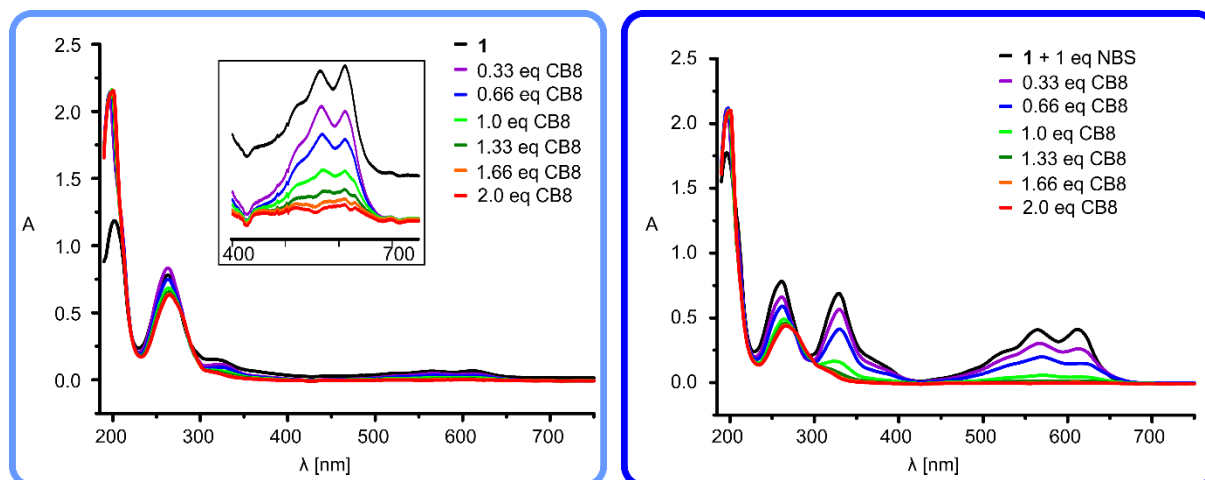 2.5
2.0
1.5
1.0
0.5
0.0
A
200 300 400 500 600 700
λ [nm]
400 700
1
0.33 eq CB8
0.66 eq CB8
1.0 eq CB8
1.33 eq CB8
1.66 eq CB8
2.0 eq CB8
2.5
2.0
1.5
1.0
0.5
0.0
A
200 300 400 500 600 700
λ [nm]
1 + 1 eq NBS
0.33 eq CB8
0.66 eq CB8
1.0 eq CB8
1.33 eq CB8
1.66 eq CB8
2.0 eq CB8